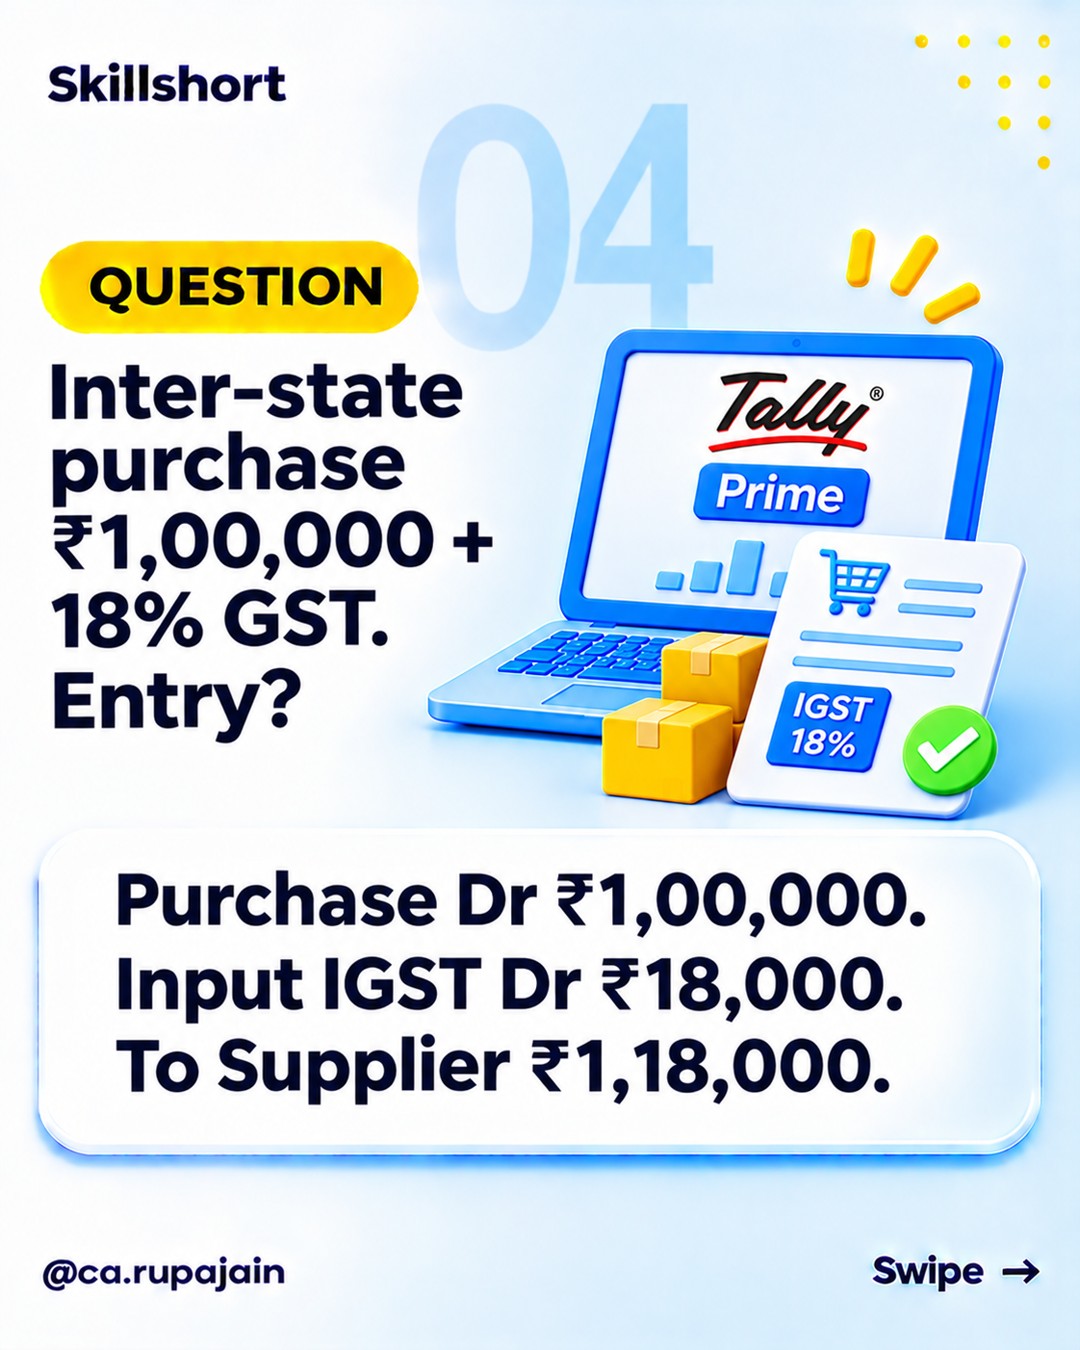 Skillshort
04
QUESTION
Inter-state
purchase
₹1,00,000 +
18% GST.
Entry?
Tally®
Prime
IGST
18%
Purchase Dr ₹1,00,000.
Input IGST Dr ₹18,000.
To Supplier ₹1,18,000.
@ca.rupajain
Swipe →